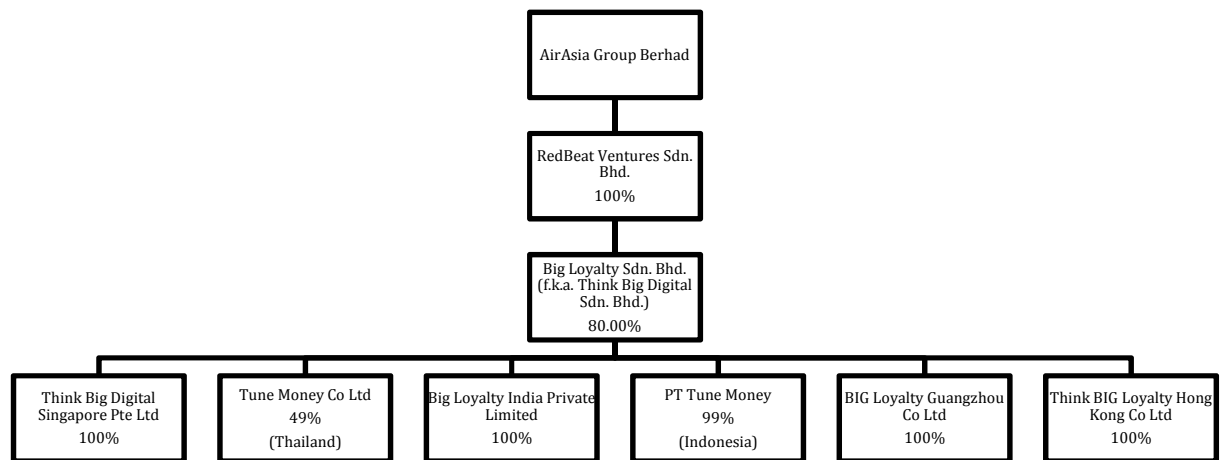 AirAsia Group Berhad
RedBeat Ventures Sdn.
Bhd.
100%
Big Loyalty Sdn. Bhd.
(f.k.a. Think Big Digital
Sdn. Bhd.)
80.00%
Think Big Digital
Singapore Pte Ltd
100%
Tune Money Co Ltd
49%
(Thailand)
Big Loyalty India Private
Limited
100%
PT Tune Money
99%
(Indonesia)
BIG Loyalty Guangzhou
Co Ltd
100%
Think BIG Loyalty Hong
Kong Co Ltd
100%